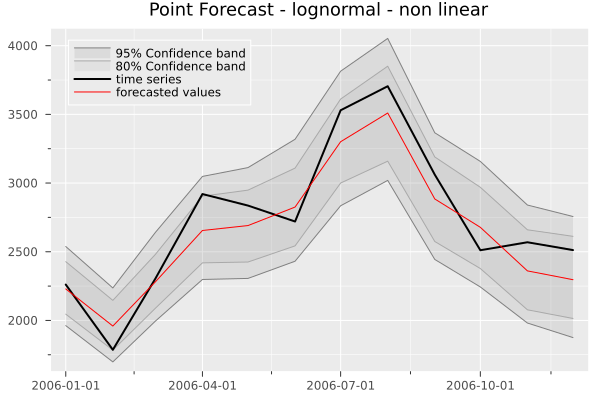 Point Forecast - lognormal - non linear
4000
3500
3000
2500
2000
95% Confidence band
80% Confidence band
time series
forecasted values
2006-01-01
2006-04-01
2006-07-01
2006-10-01